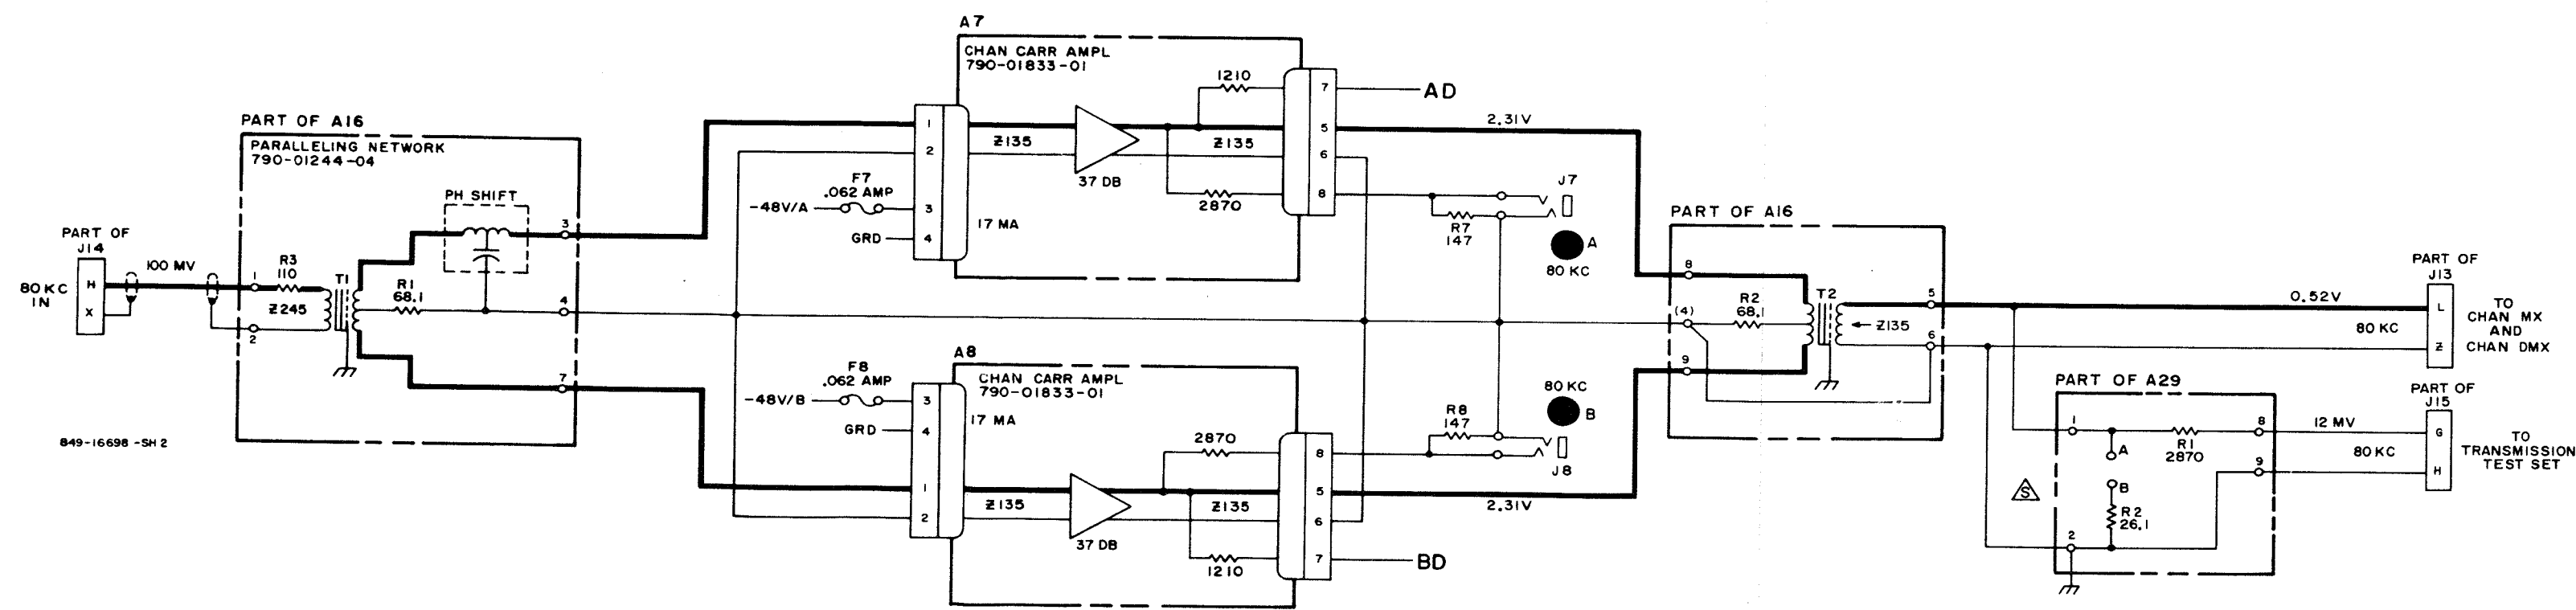 PART OF
J14
80 KC
IN
H
X
100 MV
PART OF A16
PARALLELING NETWORK
790-01244-04
PH SHIFT
1
R3
110
Z245
2
T1
R1
68.1
3
4
7
849-16698-SH 2
A7
CHAN CARR AMPL
790-01833-01
1
2
3
4
F7
.062 AMP
-48V/A
GRD
17 MA
Z135
37 DB
1210
Z135
2870
7
5
6
8
AD
2.31V
J7
R7
147
A
80 KC
A8
CHAN CARR AMPL
790-01833-01
F8
.062 AMP
-48V/B
GRD
3
4
1
2
17 MA
Z135
37 DB
2870
Z135
1210
8
5
6
7
BD
2.31V
80 KC
B
R8
147
J8
PART OF A16
8
(4)
9
R2
68.1
T2
Z135
5
6
0.52V
80 KC
PART OF
J13
L
Z
TO
CHAN MX
AND
CHAN DMX
PART OF A29
1
A
B
R2
26.1
2
R1
2870
8
9
S
12 MV
80 KC
PART OF
J15
G
H
TO
TRANSMISSION
TEST SET